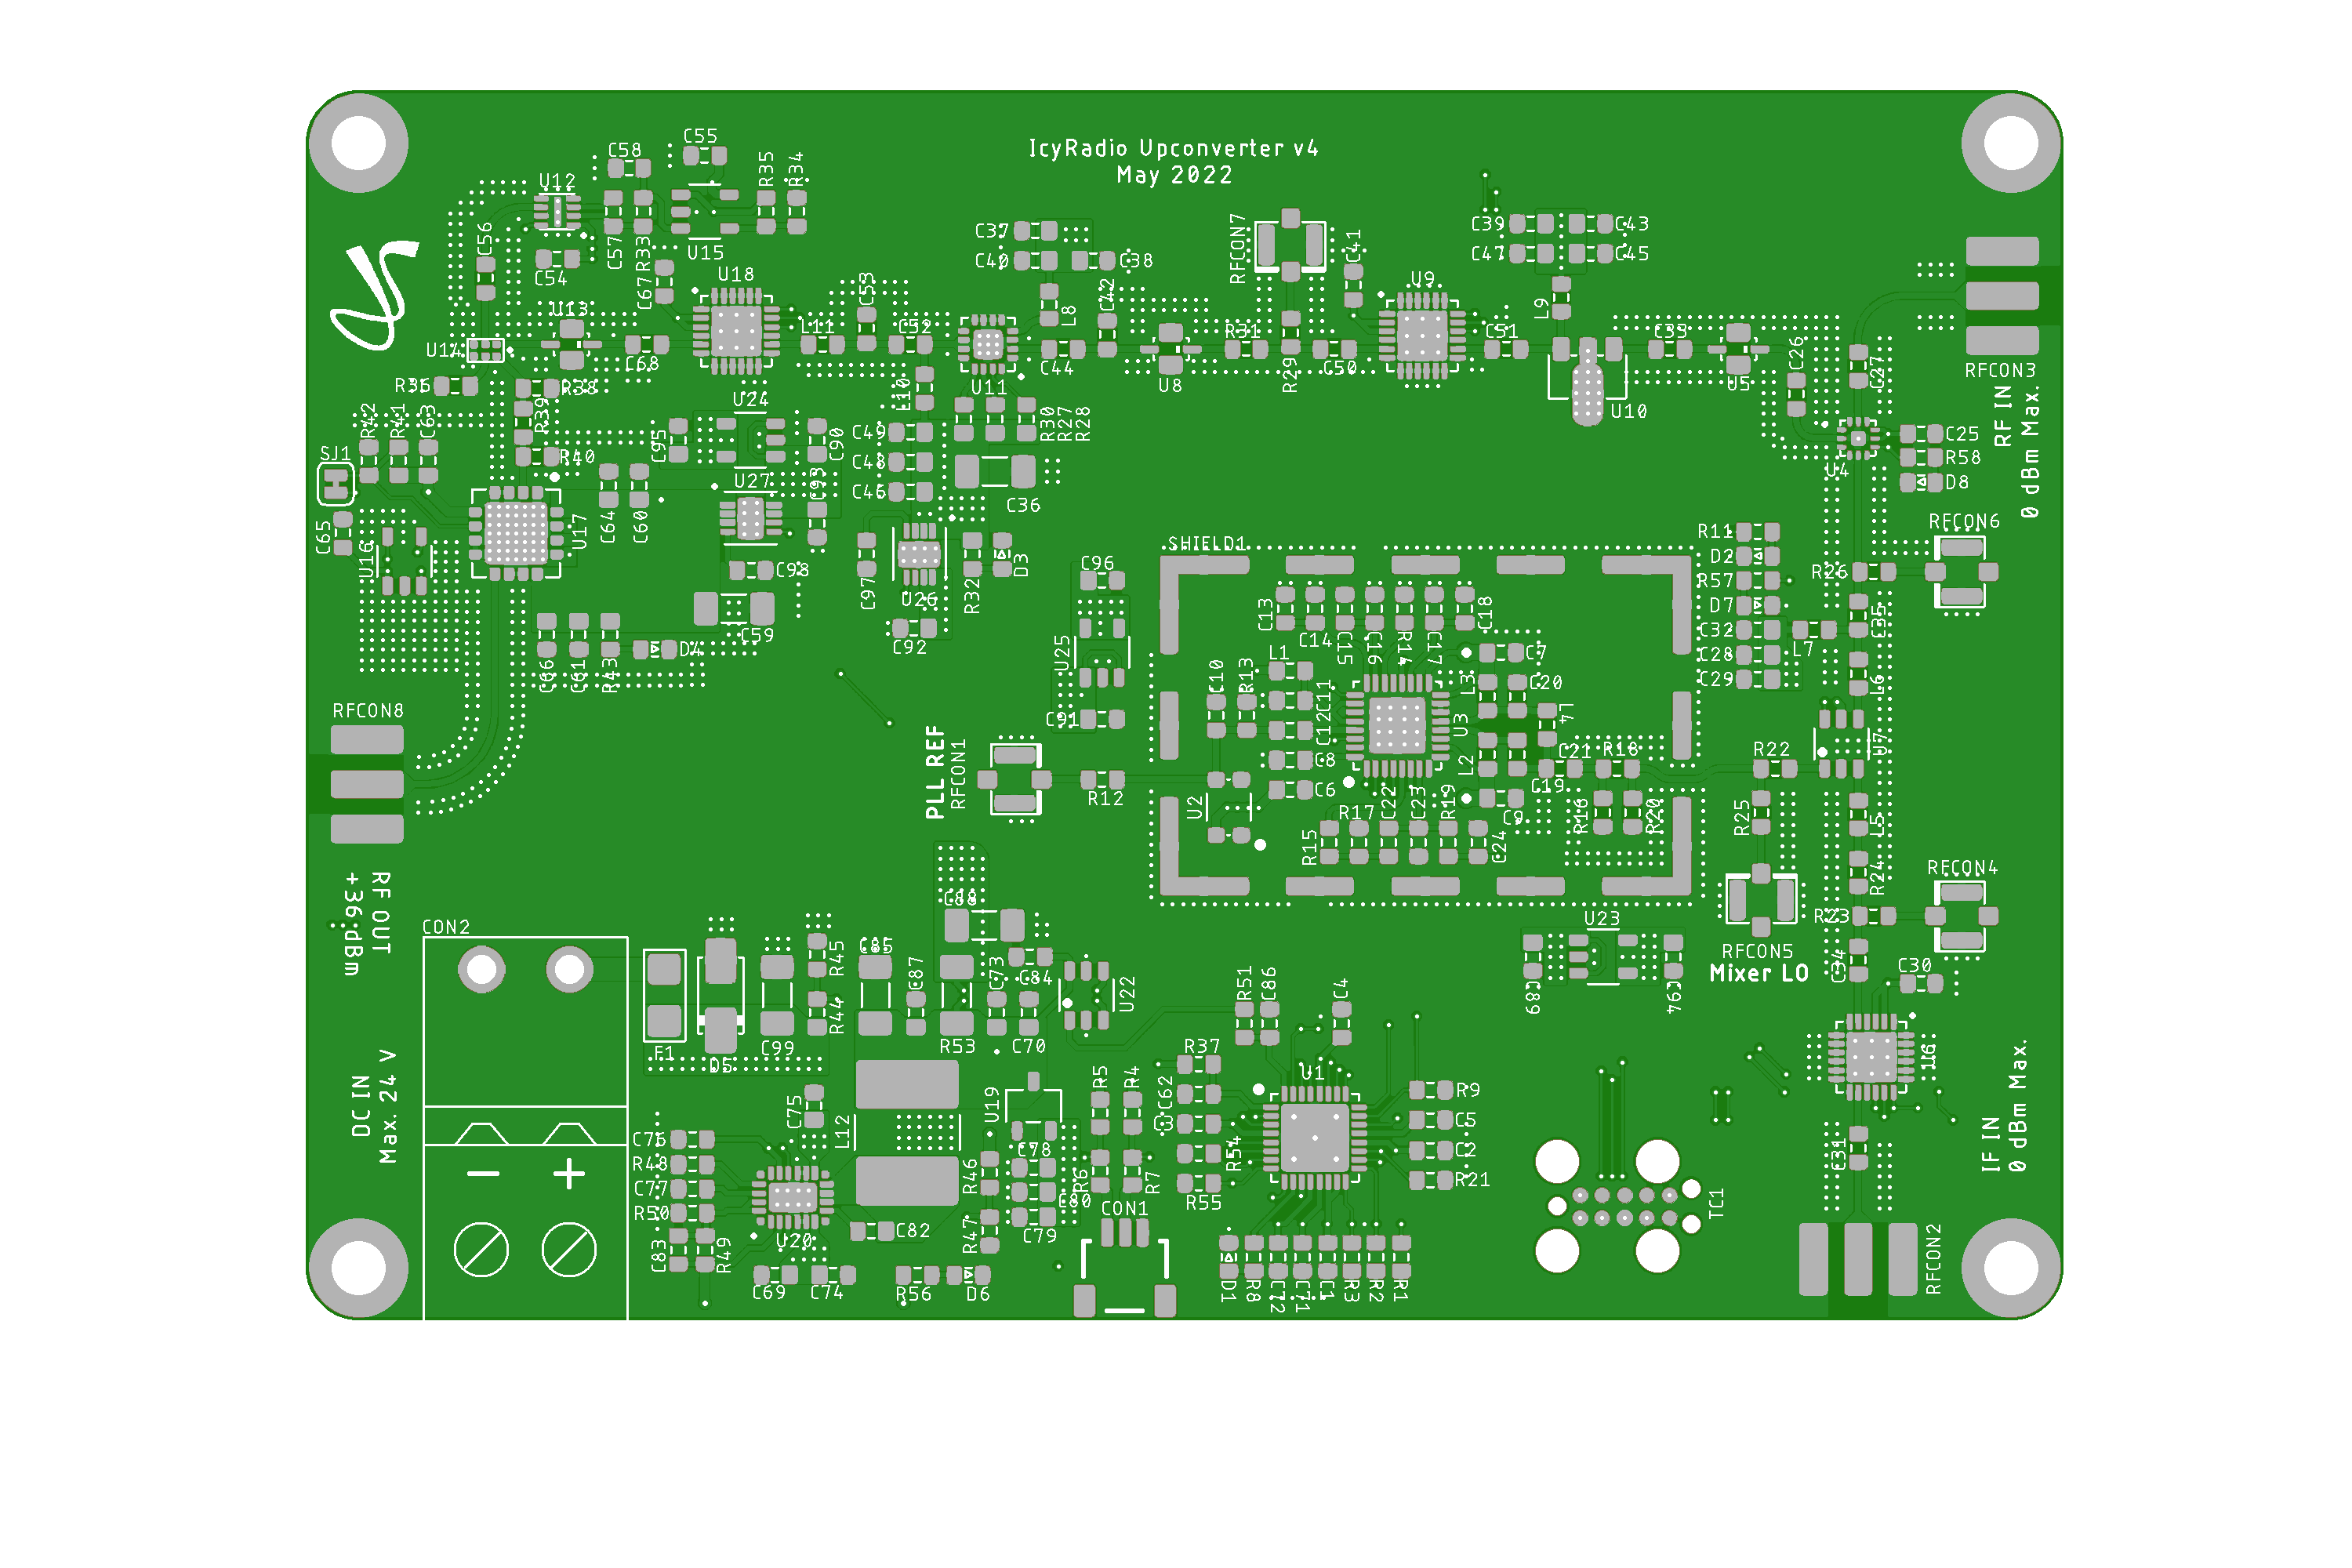 IcyRadio Upconverter v4
May 2022
C55
C58
R35
R34
U12
C56
C57
R33
U15
C54
C67
U18
C53
U13
L11
C52
U14
C68
R36
R38
R39
R42
R41
C63
R40
SJ1
C65
U16
U17
C64
C60
C95
U24
C90
U27
C93
C98
C59
C66
C61
R43
D4
C37
C40
C38
L8
C42
L10
U11
C44
R30
R27
R28
C49
C48
C46
C36
C97
U26
R32
D3
C92
U8
R31
RFCON7
R29
C41
C50
U9
C51
C39
C47
C43
C45
L9
U10
C33
U5
C26
C27
U4
C25
R58
D8
RFCON3
RF IN
0 dBm Max.
RFCON6
R26
R11
D2
R57
D7
C32
C28
C29
L7
C35
L6
U7
L5
R24
R22
R25
RFCON5
Mixer LO
RFCON4
R23
C34
C30
U6
C31
RFCON2
IF IN
0 dBm Max.
SHIELD1
C13
C14
C15
C16
R14
C17
C18
C7
C10
R13
L1
C11
C12
C8
C6
U2
U3
L3
C20
L4
L2
C21
R18
C19
C9
R16
R20
R15
R17
C22
C23
R19
C24
C96
U25
C91
PLL REF
RFCON1
R12
RFCON8
RF OUT
+36dBm
CON2
DC IN
Max. 24 V
F1
D5
C99
R45
R44
C85
C87
R53
C88
C73
C84
C70
U22
R51
C86
C4
U23
C89
C94
C75
L12
U19
R5
R4
R37
C62
C3
R54
R55
U1
R9
C5
C2
R21
C76
R48
C77
R50
C83
R49
U20
C69
C74
C82
R46
R47
C78
C80
C79
R6
R7
CON1
R56
D6
D1
R8
C72
C71
C1
R3
R2
R1
TC1